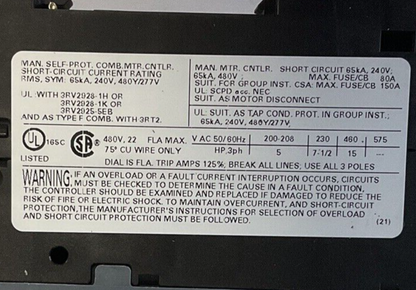 MAN. SELF-PROT. COMB.MTR.CNTLR.
SHORT-CIRCUIT CURRENT RATING
RMS, SYM: 65kA, 240V, 480Y/277V
UL: WITH 3RV2928-1H OR
3RV2928-1K OR
3RV2925-5EB
AND AS TYPE F COMB. WITH 3RT2.
MAN. MTR. CNTLR. SHORT CIRCUIT 65kA, 240V,
65kA, 480V MAX. FUSE/CB 80A
SUIT. FOR GROUP INST. CSA: MAX. FUSE/CB 150A
UL: SCPD acc. NEC
SUIT. AS MOTOR DISCONNECT
UL: SUIT. AS TAP COND. PROT. IN GROUP INST.;
65kA, 240V, 480Y/277V.
UL 165C
LISTED
SA
480V, 22 FLA MAX.
75° CU WIRE ONLY
V AC 50/60Hz 200-208 230 460 575
HP.3ph 5 7-1/2 15 —
DIAL IS FLA. TRIP AMPS 125%; BREAK ALL LINES; USE ALL 3 POLES
WARNING: IF AN OVERLOAD OR A FAULT CURRENT INTERRUPTION OCCURS, CIRCUITS
MUST BE CHECKED TO DETERMINE THE CAUSE IN A FAULT CONDITION,
THE CONTROLLER SHOULD BE EXAMINED AND REPLACED IF DAMAGED TO REDUCE THE
RISK OF FIRE OR ELECTRIC SHOCK. TO MAINTAIN OVERCURRENT, AND SHORT-CIRCUIT
PROTECTION,THE MANUFACTURER'S INSTRUCTIONS FOR SELECTION OF OVERLOAD
AND SHORT CIRCUIT PROTECTION MUST BE FOLLOWED.
(21)